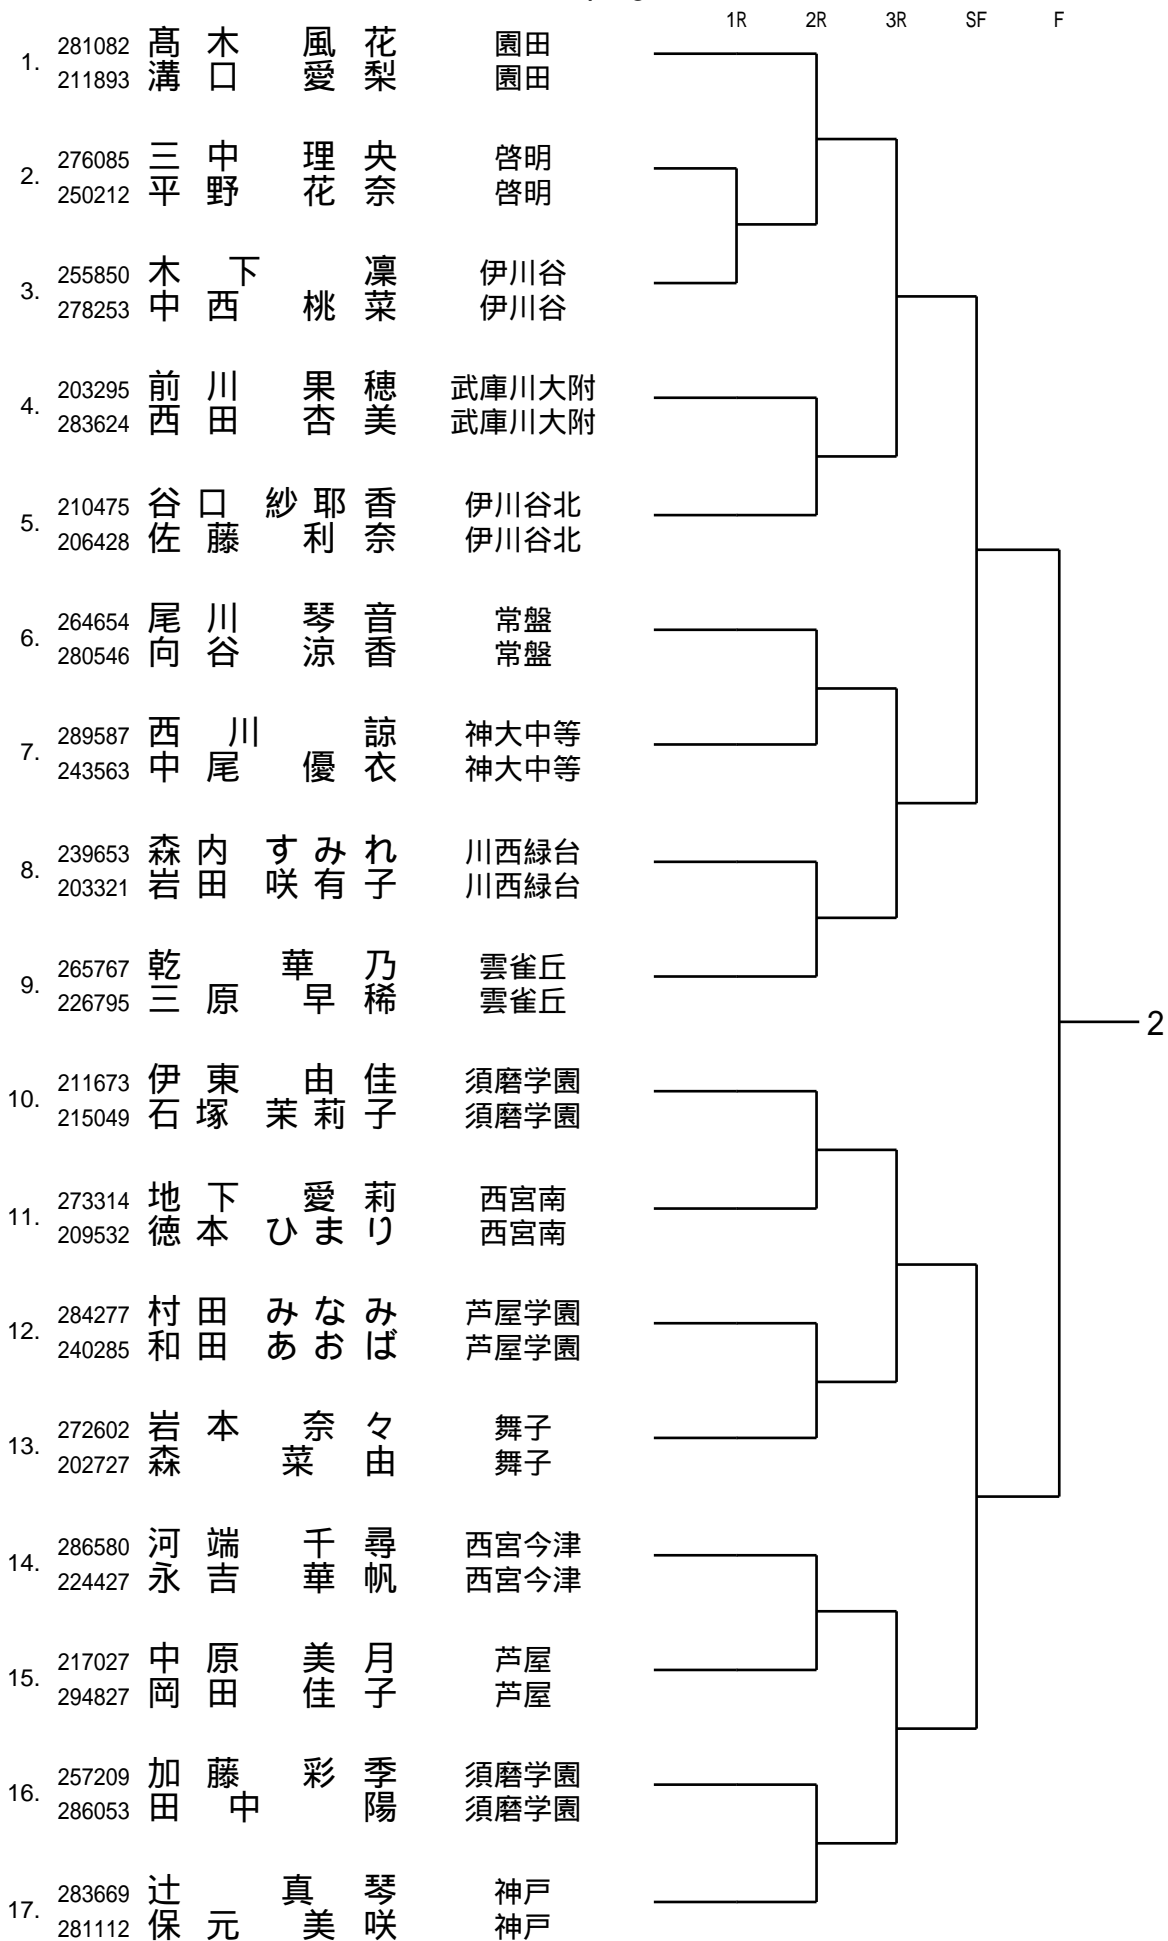 1R 2R 3R SF F
1. 281082 髙木 風花 園田
211893 溝口 愛梨 園田
2. 276085 三中 理央 啓明
250212 平野 花奈 啓明
3. 255850 木下 凜 伊川谷
278253 中西 桃菜 伊川谷
4. 203295 前川 果穂 武庫川大附
283624 西田 杏美 武庫川大附
5. 210475 谷口 紗耶香 伊川谷北
206428 佐藤 利奈 伊川谷北
6. 264654 尾川 琴音 常盤
280546 向谷 涼香 常盤
7. 289587 西川 諒 神大中等
243563 中尾 優衣 神大中等
8. 239653 森内 すみれ 川西緑台
203321 岩田 咲有子 川西緑台
9. 265767 乾 華乃 雲雀丘
226795 三原 早稀 雲雀丘
2
10. 211673 伊東 由佳 須磨学園
215049 石塚 茉莉子 須磨学園
11. 273314 地下 愛莉 西宮南
209532 徳本 ひまり 西宮南
12. 284277 村田 みなみ 芦屋学園
240285 和田 あおば 芦屋学園
13. 272602 岩本 奈々 舞子
202727 森 菜由 舞子
14. 286580 河端 千尋 西宮今津
224427 永吉 華帆 西宮今津
15. 217027 中原 美月 芦屋
294827 岡田 佳子 芦屋
16. 257209 加藤 彩季 須磨学園
286053 田中 陽 須磨学園
17. 283669 辻 真琴 神戸
281112 保元 美咲 神戸